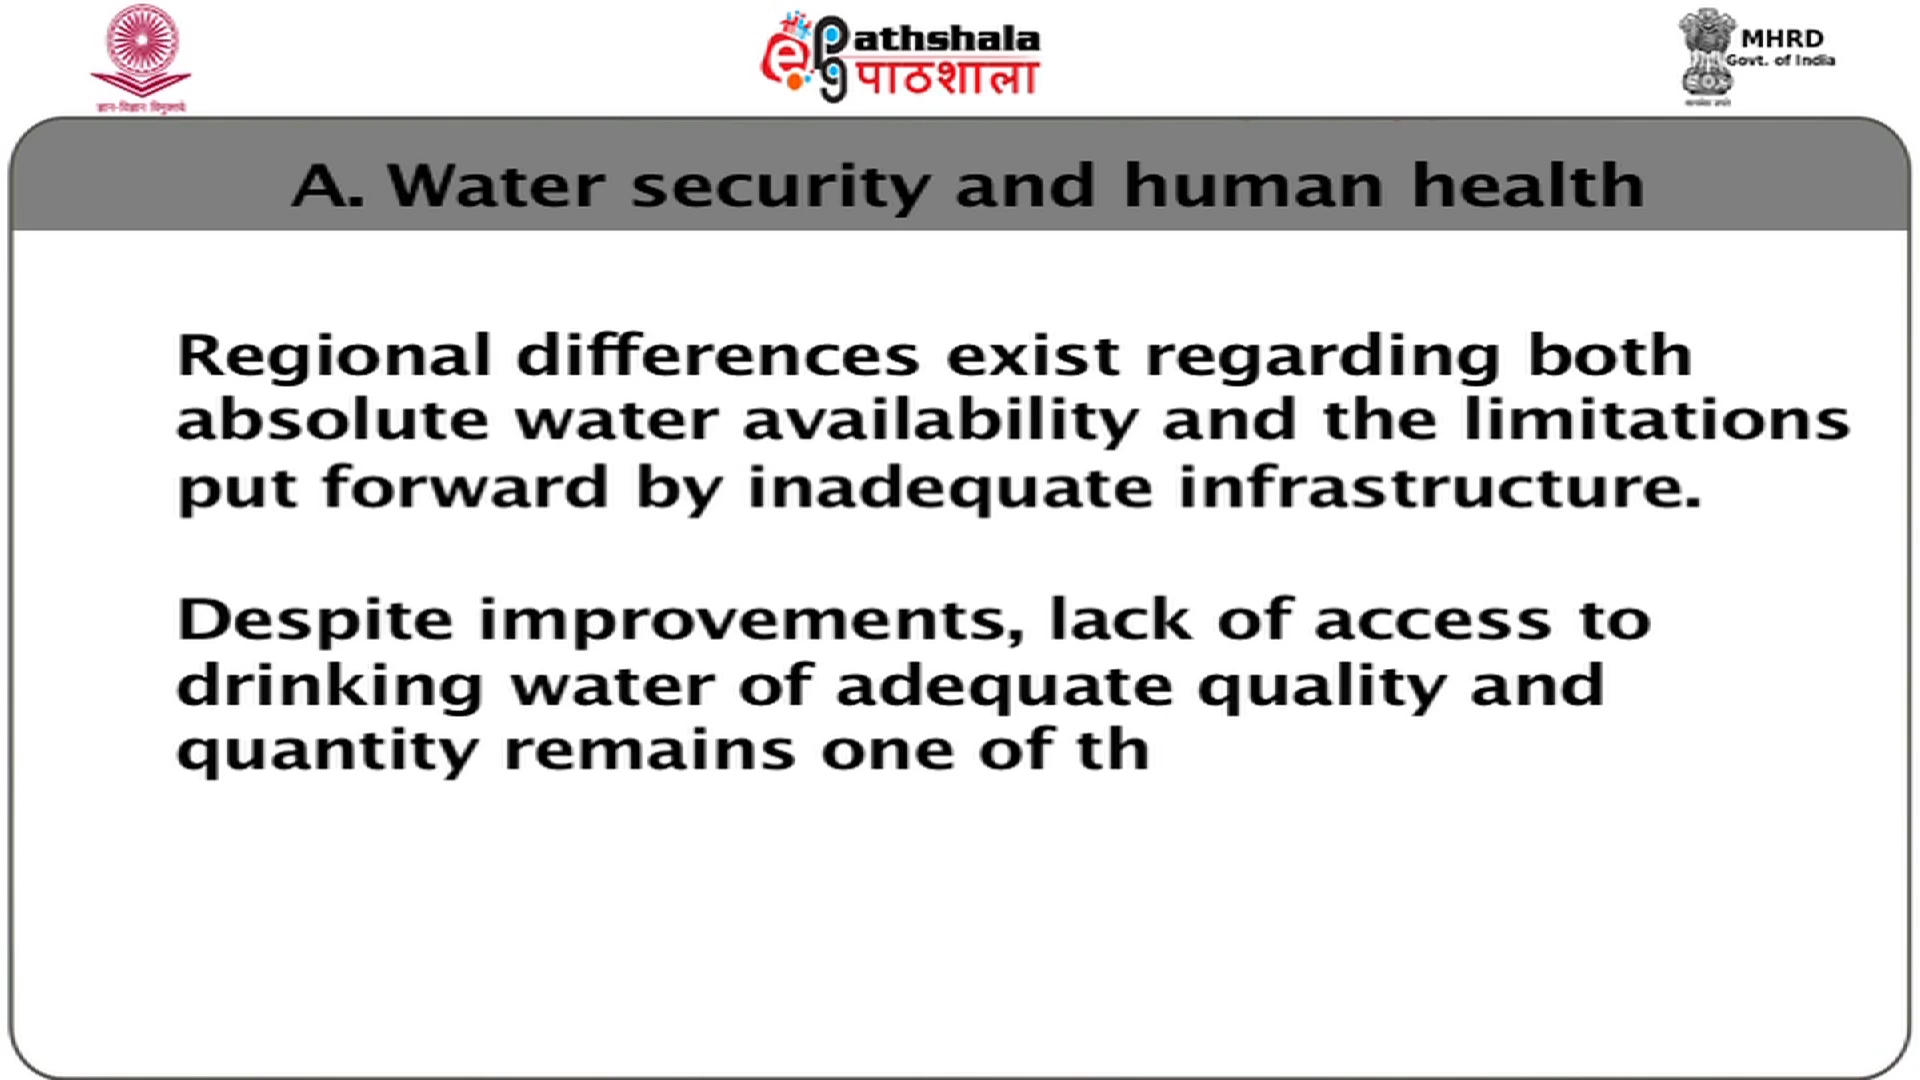 ज्ञान-विज्ञान विमुक्तये
ePathshala
पाठशाला
MHRD
Govt. of India
A. Water security and human health
Regional differences exist regarding both
absolute water availability and the limitations
put forward by inadequate infrastructure.
Despite improvements, lack of access to
drinking water of adequate quality and
quantity remains one of th